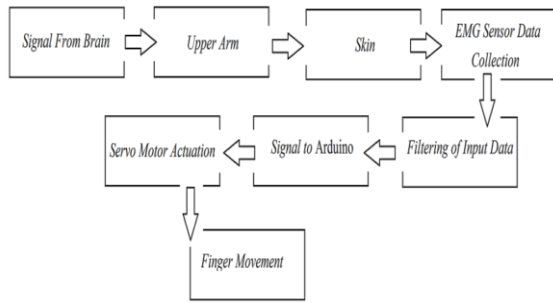 Signal From Brain
Upper Arm
Skin
EMG Sensor Data
Collection
Filtering of Input Data
Signal to Arduino
Servo Motor Actuation
Finger Movement